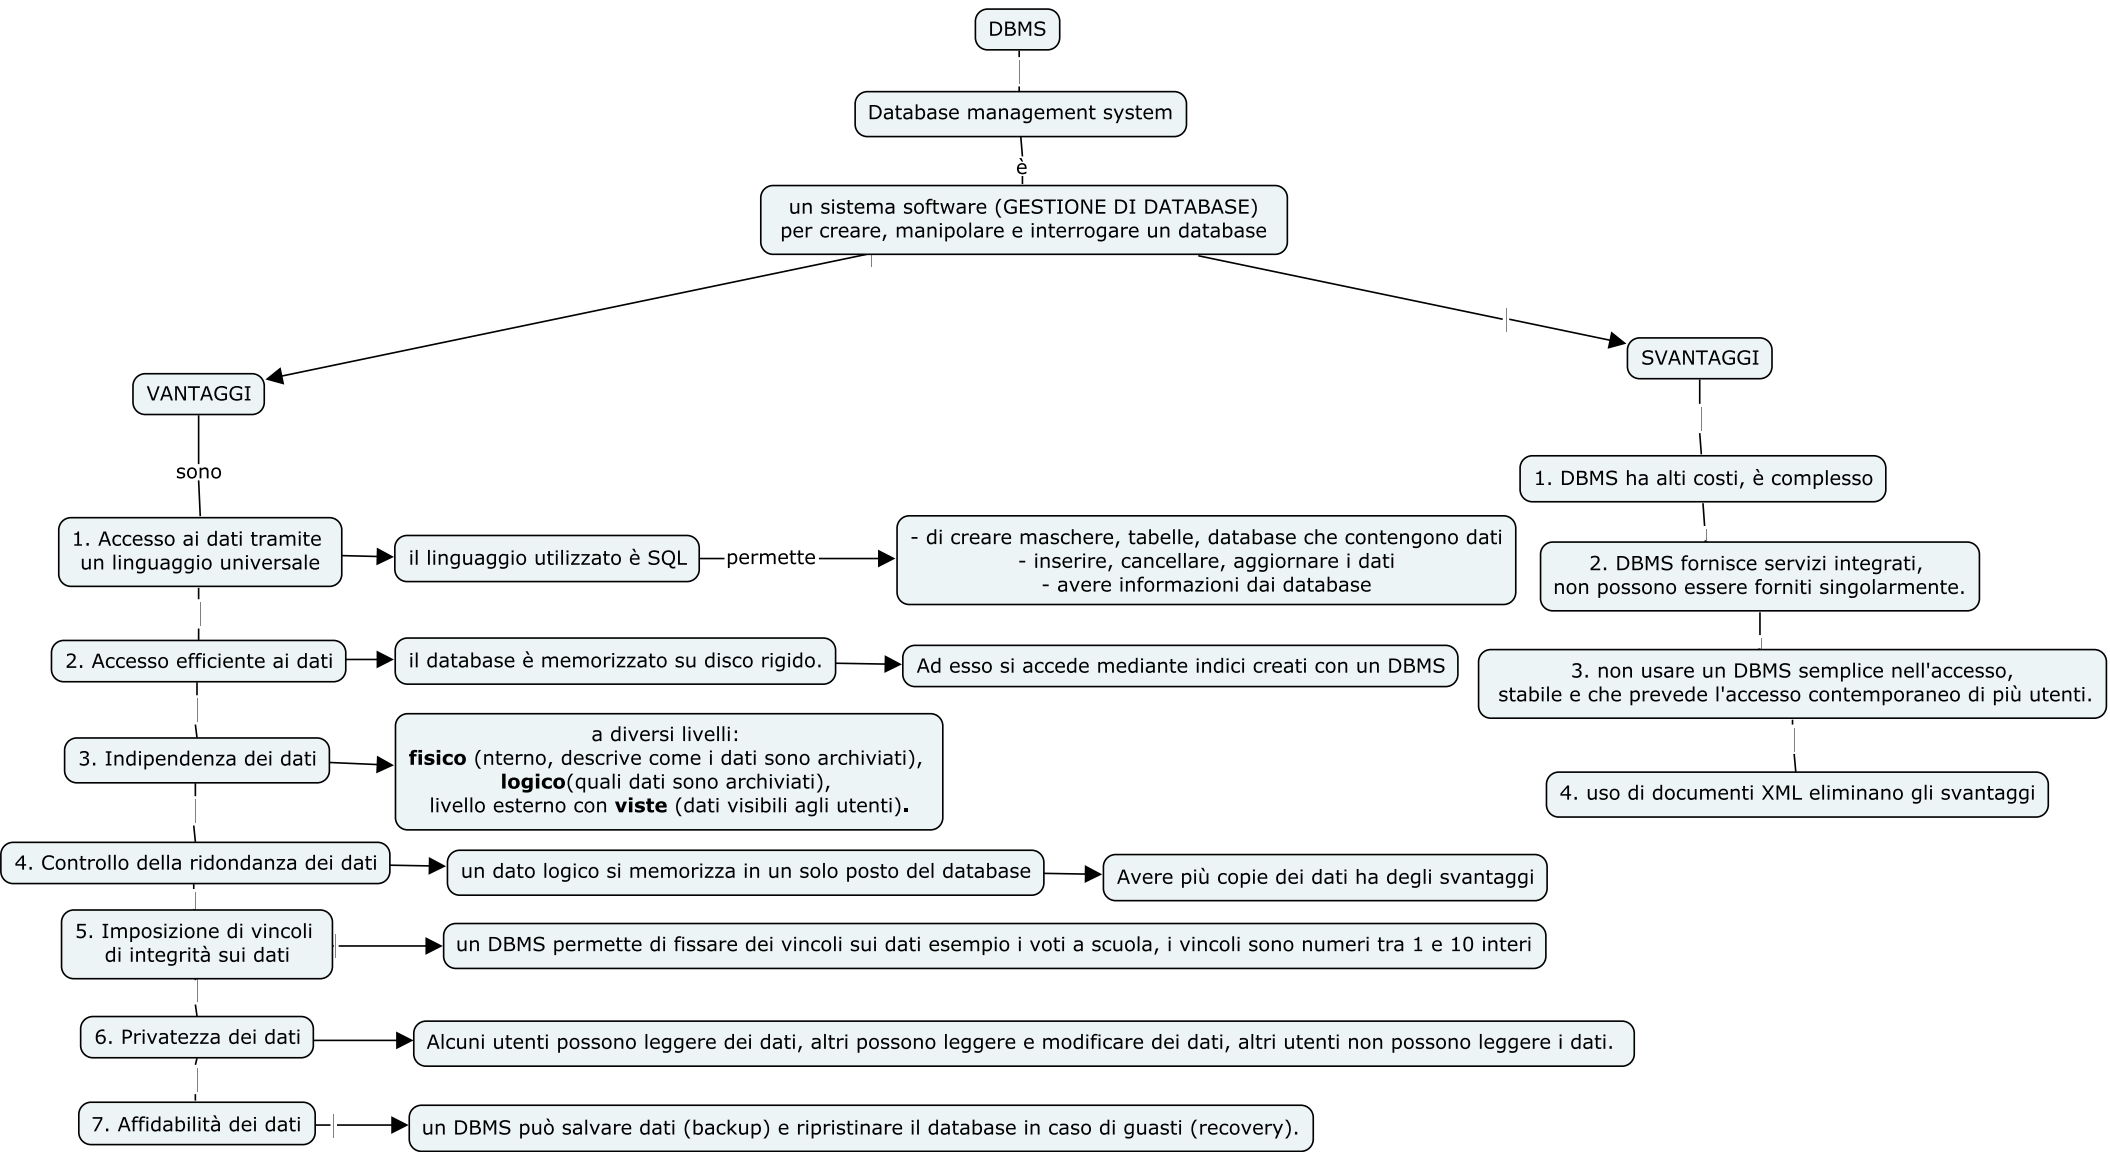 DBMS
Database management system
è
un sistema software (GESTIONE DI DATABASE)
per creare, manipolare e interrogare un database
VANTAGGI
sono
1. Accesso ai dati tramite
un linguaggio universale
il linguaggio utilizzato è SQL
permette
- di creare maschere, tabelle, database che contengono dati
- inserire, cancellare, aggiornare i dati
- avere informazioni dai database
2. Accesso efficiente ai dati
il database è memorizzato su disco rigido.
Ad esso si accede mediante indici creati con un DBMS
3. Indipendenza dei dati
a diversi livelli:
fisico (nterno, descrive come i dati sono archiviati),
logico(quali dati sono archiviati),
livello esterno con viste (dati visibili agli utenti).
4. Controllo della ridondanza dei dati
un dato logico si memorizza in un solo posto del database
Avere più copie dei dati ha degli svantaggi
5. Imposizione di vincoli
di integrità sui dati
un DBMS permette di fissare dei vincoli sui dati esempio i voti a scuola, i vincoli sono numeri tra 1 e 10 interi
6. Privatezza dei dati
Alcuni utenti possono leggere dei dati, altri possono leggere e modificare dei dati, altri utenti non possono leggere i dati.
7. Affidabilità dei dati
un DBMS può salvare dati (backup) e ripristinare il database in caso di guasti (recovery).
SVANTAGGI
1. DBMS ha alti costi, è complesso
2. DBMS fornisce servizi integrati,
non possono essere forniti singolarmente.
3. non usare un DBMS semplice nell'accesso,
stabile e che prevede l'accesso contemporaneo di più utenti.
4. uso di documenti XML eliminano gli svantaggi